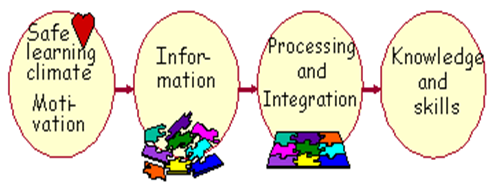 Safe
learning
climate
Moti-
vation
Infor-
mation
Processing
and
Integration
Knowledge
and
skills